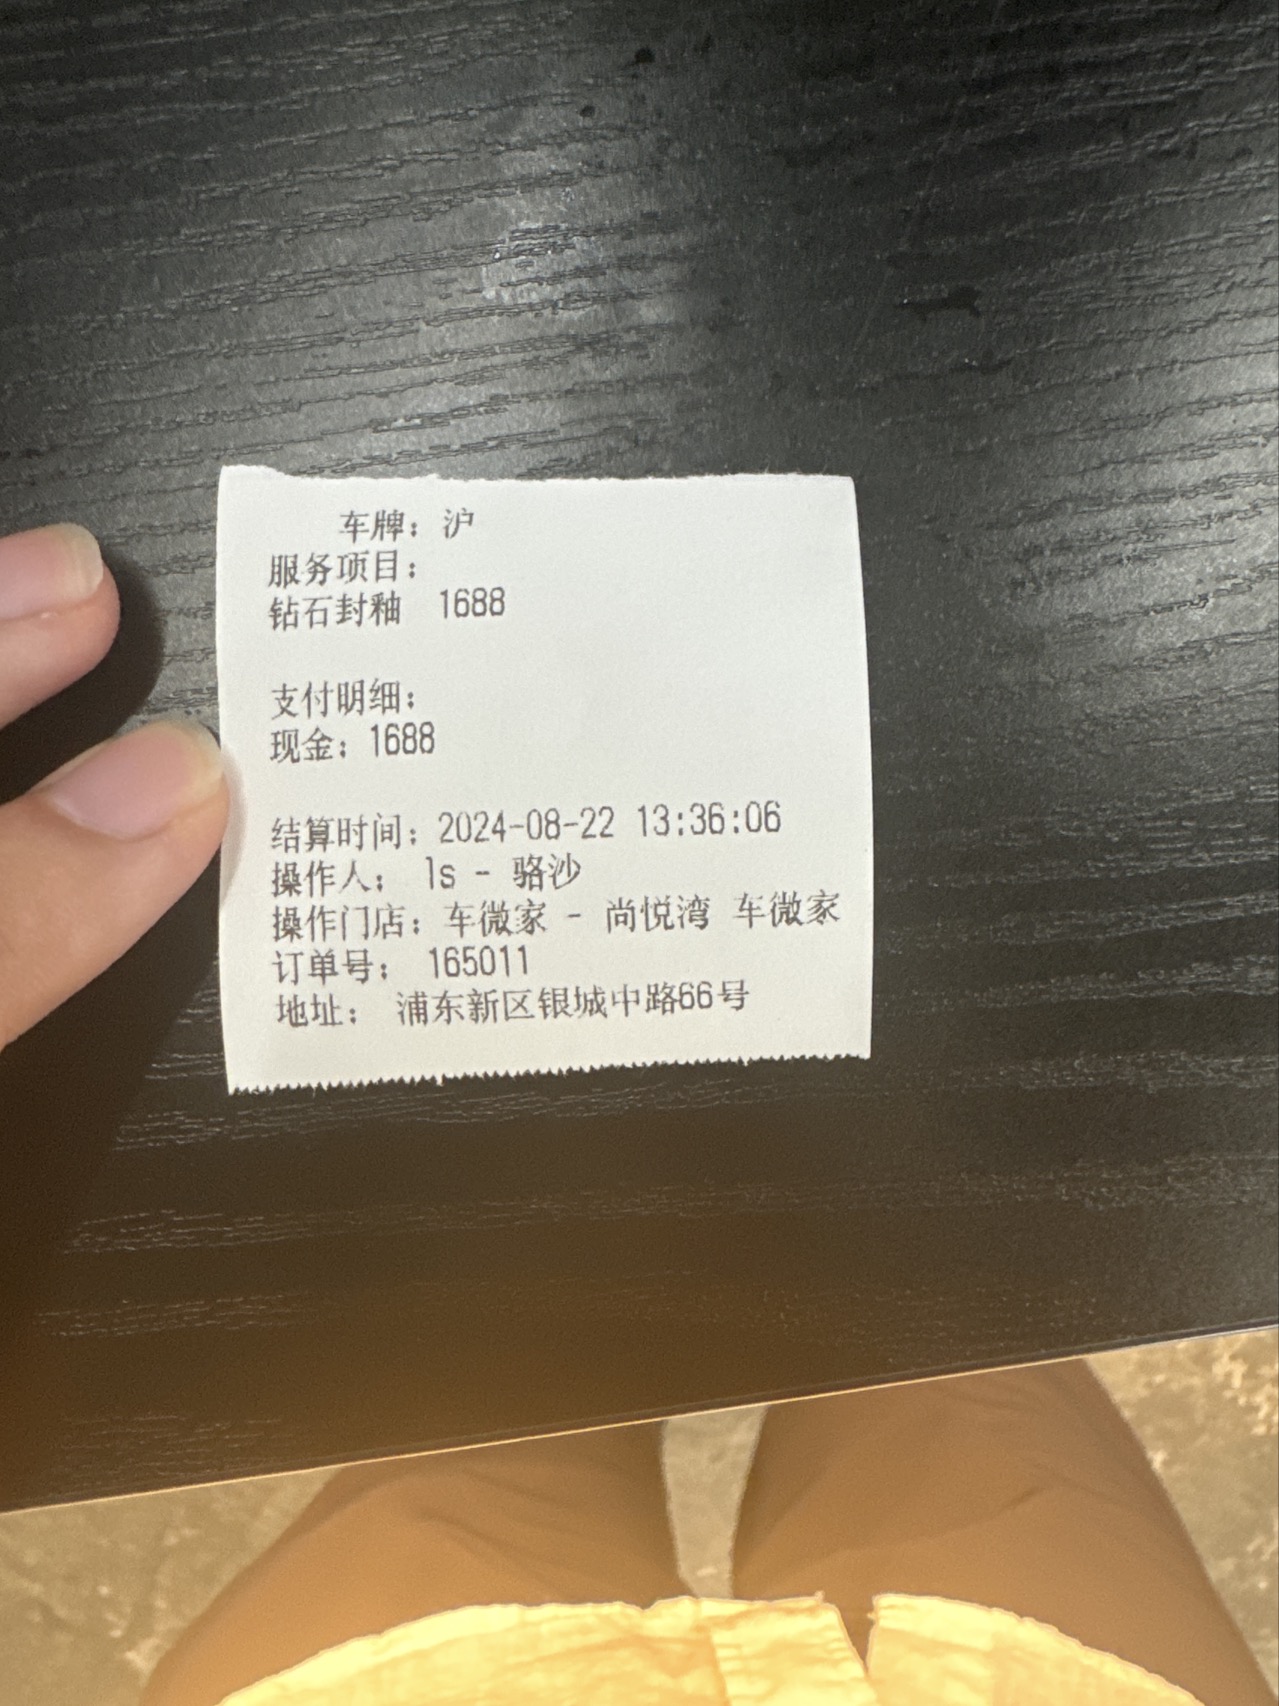 车牌：沪
服务项目：
钻石封釉 1688
支付明细：
现金：1688
结算时间：2024-08-22 13:36:06
操作人： ls - 骆沙
操作门店：车微家 - 尚悦湾 车微家
订单号： 165011
地址： 浦东新区银城中路66号